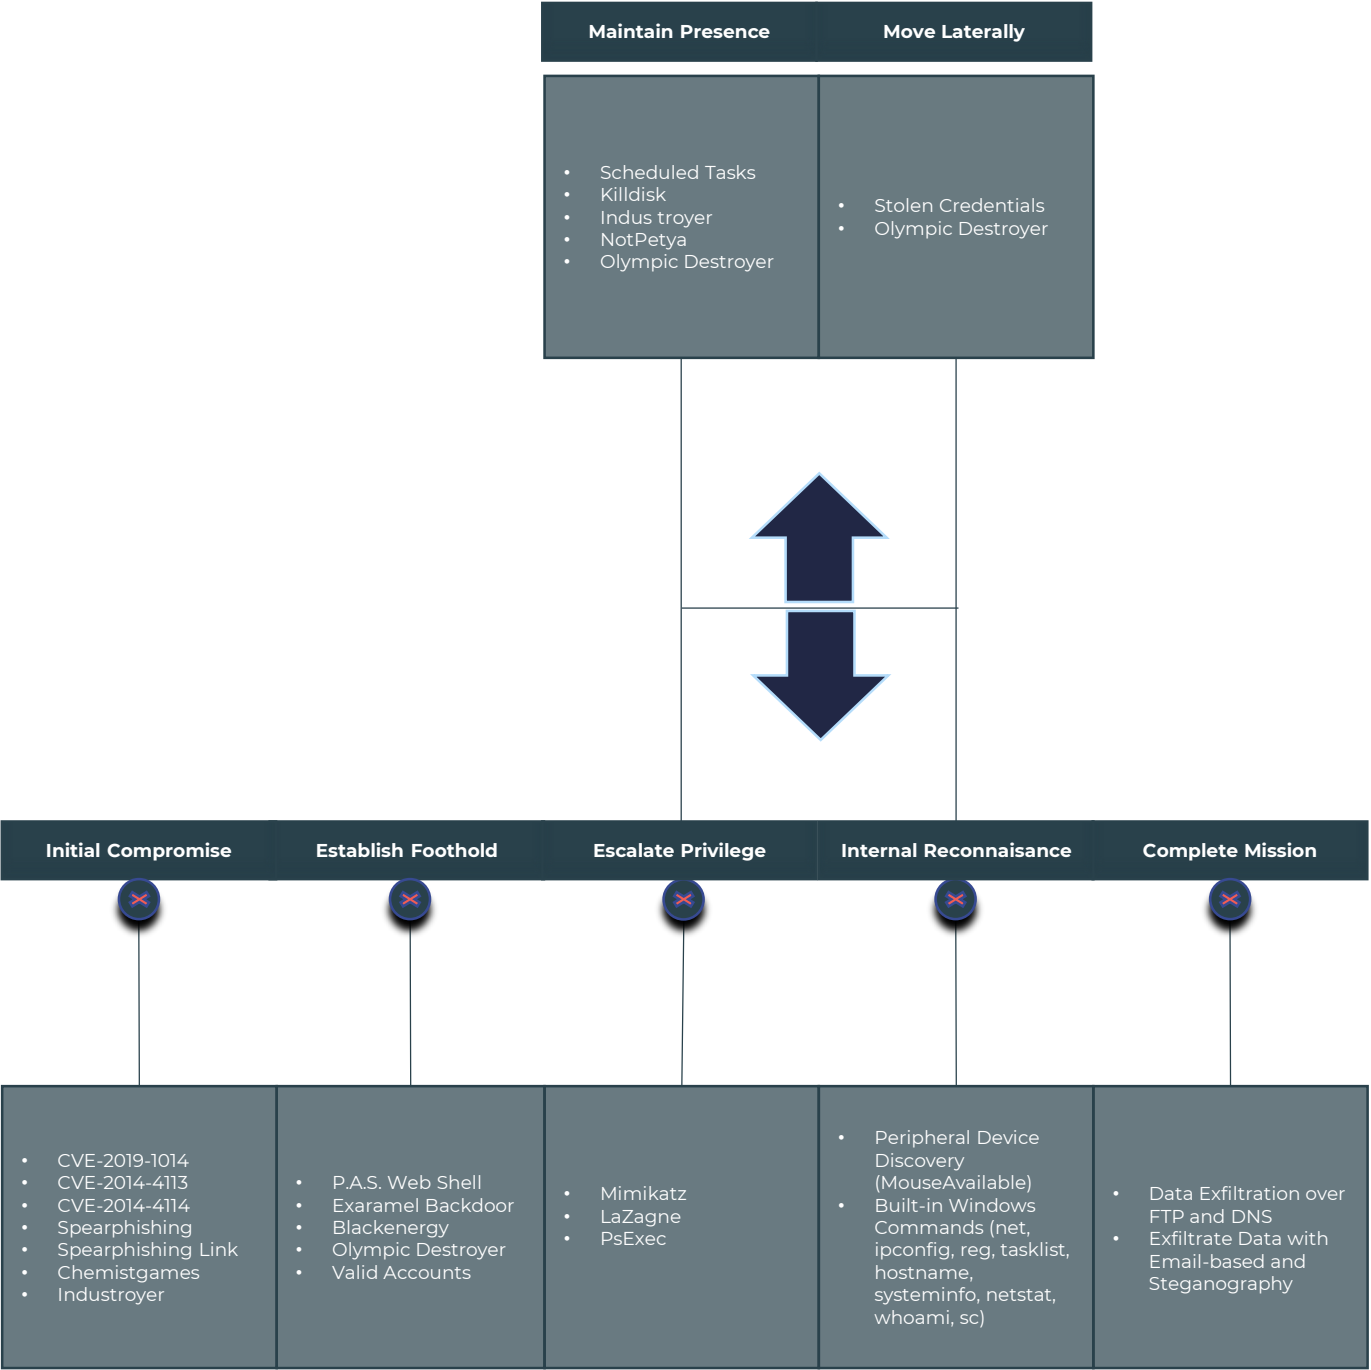 Maintain Presence
Move Laterally
• Scheduled Tasks
• Killdisk
• Indus troyer
• NotPetya
• Olympic Destroyer
• Stolen Credentials
• Olympic Destroyer
Initial Compromise
Establish Foothold
Escalate Privilege
Internal Reconnaisance
Complete Mission
• CVE-2019-1014
• CVE-2014-4113
• CVE-2014-4114
• Spearphishing
• Spearphishing Link
• Chemistgames
• Industroyer
• P.A.S. Web Shell
• Exaramel Backdoor
• Blackenergy
• Olympic Destroyer
• Valid Accounts
• Mimikatz
• LaZagne
• PsExec
• Peripheral Device
Discovery
(MouseAvailable)
• Built-in Windows
Commands (net,
ipconfig, reg, tasklist,
hostname,
systeminfo, netstat,
whoami, sc)
• Data Exfiltration over
FTP and DNS
• Exfiltrate Data with
Email-based and
Steganography